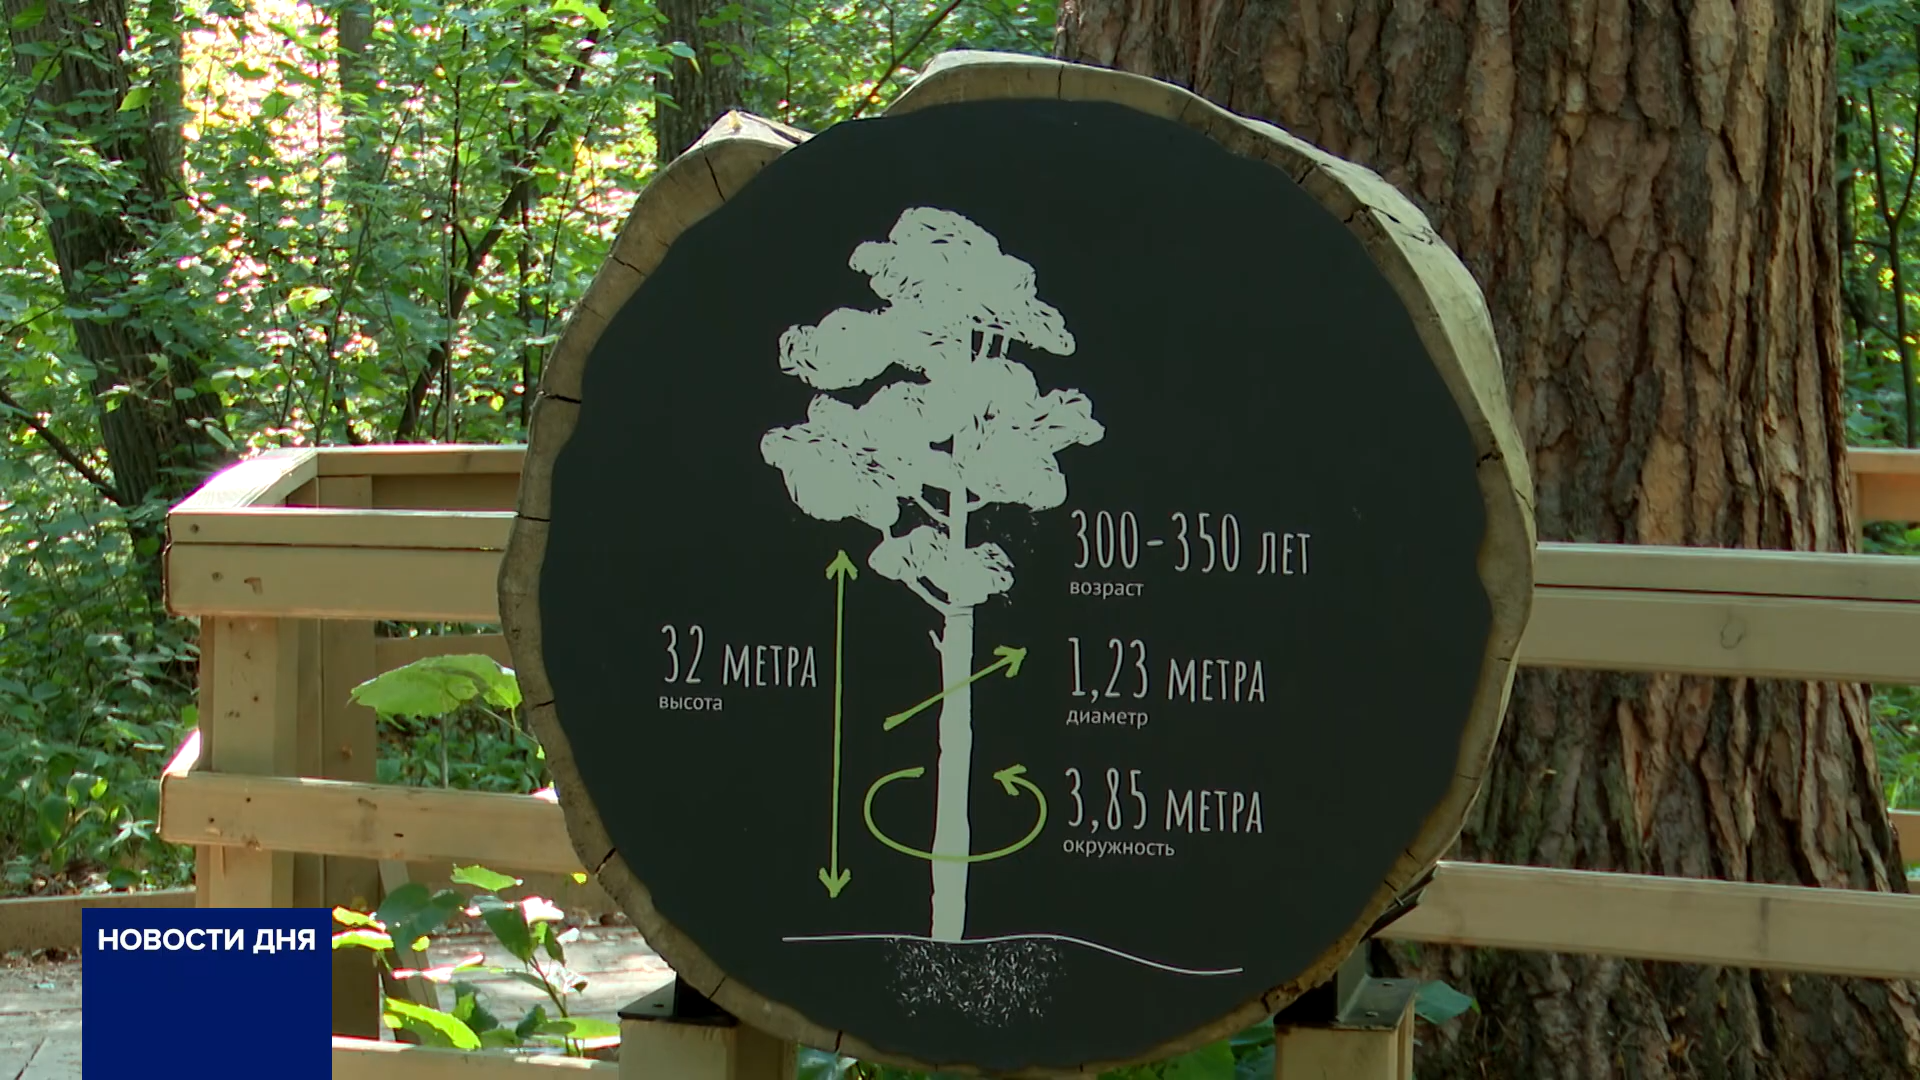 300-350 лет
возраст
32 метра
высота
1,23 метра
диаметр
3,85 метра
окружность
НОВОСТИ ДНЯ